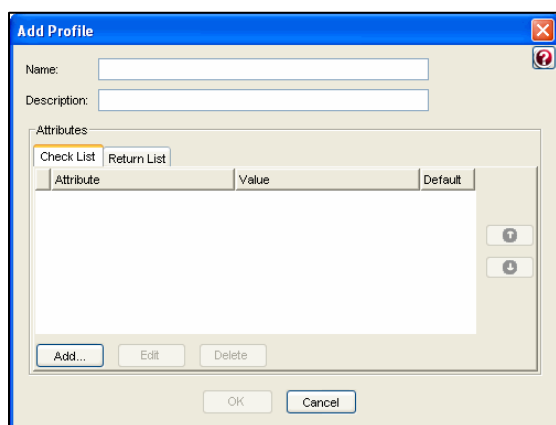 Add Profile
Name:
Description:
Attributes
Check List Return List
Attribute Value Default
Add... Edit Delete
OK Cancel